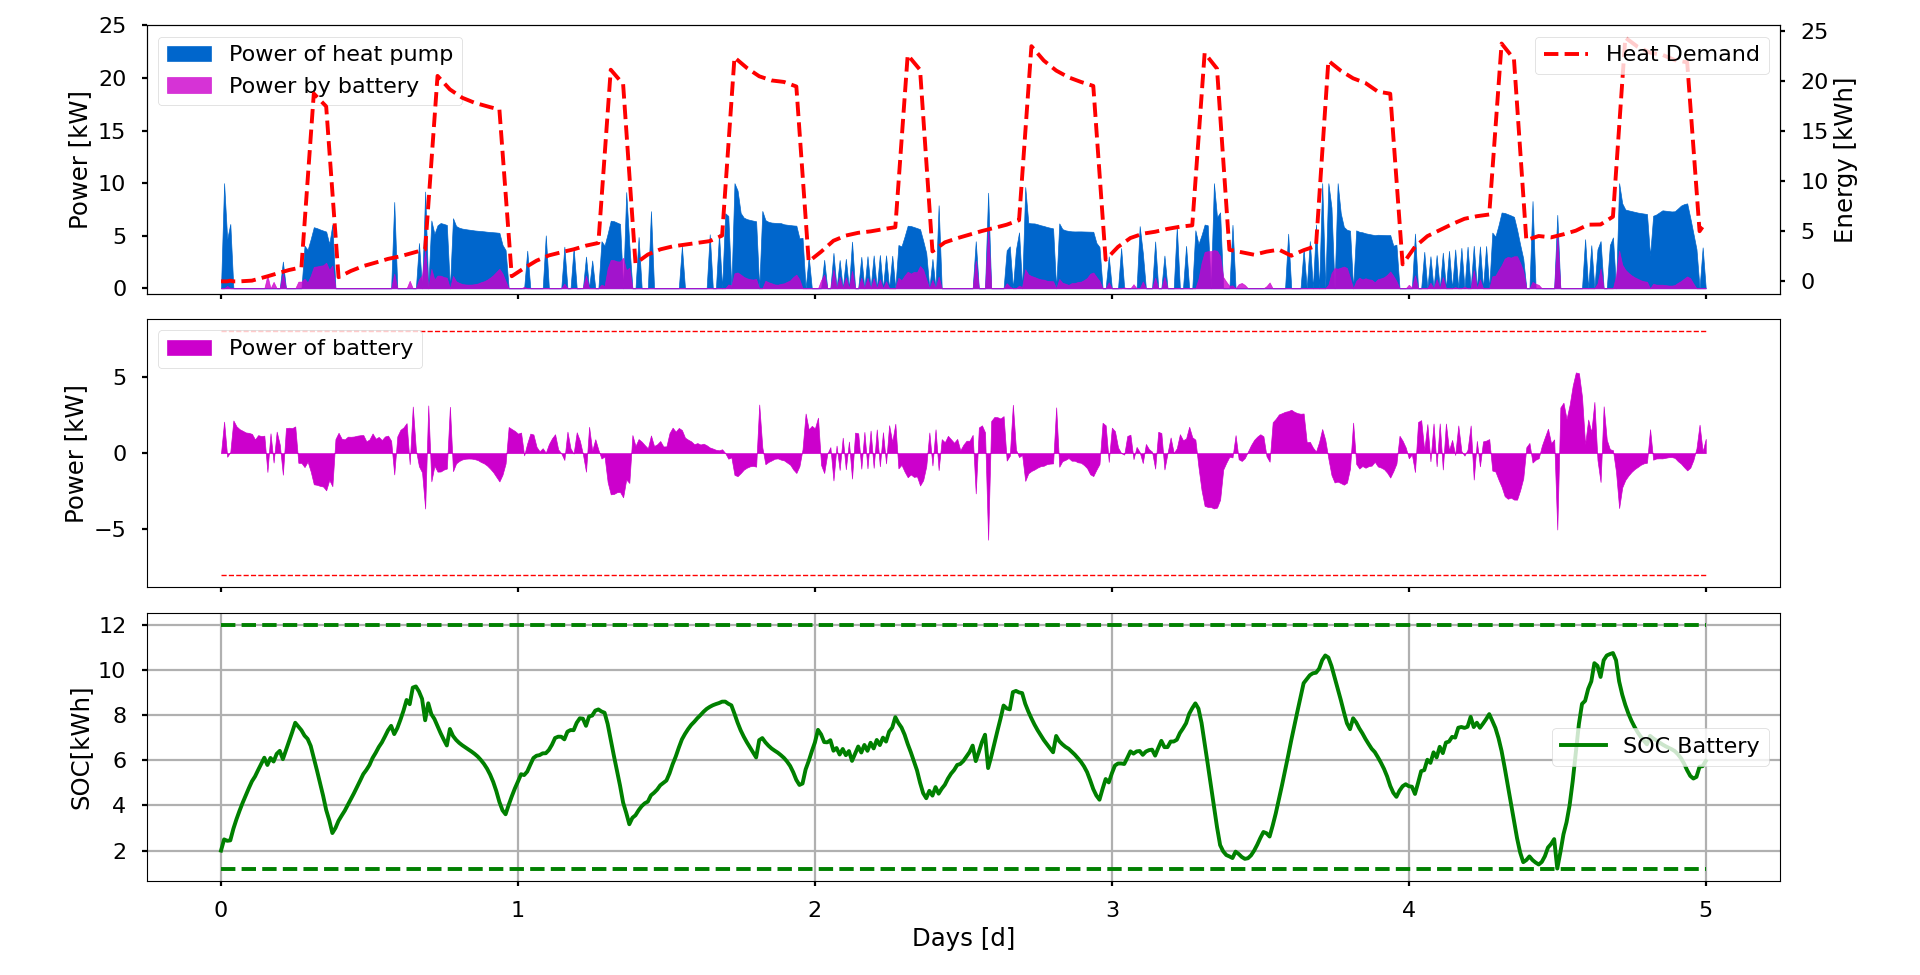 25
20
15
10
5
0
Power [kW]
Power of heat pump
Power by battery
Heat Demand
25
20
15
10
5
0
Energy [kWh]
5
0
−5
Power [kW]
Power of battery
12
10
8
6
4
2
SOC[kWh]
SOC Battery
0
1
2
3
4
5
Days [d]